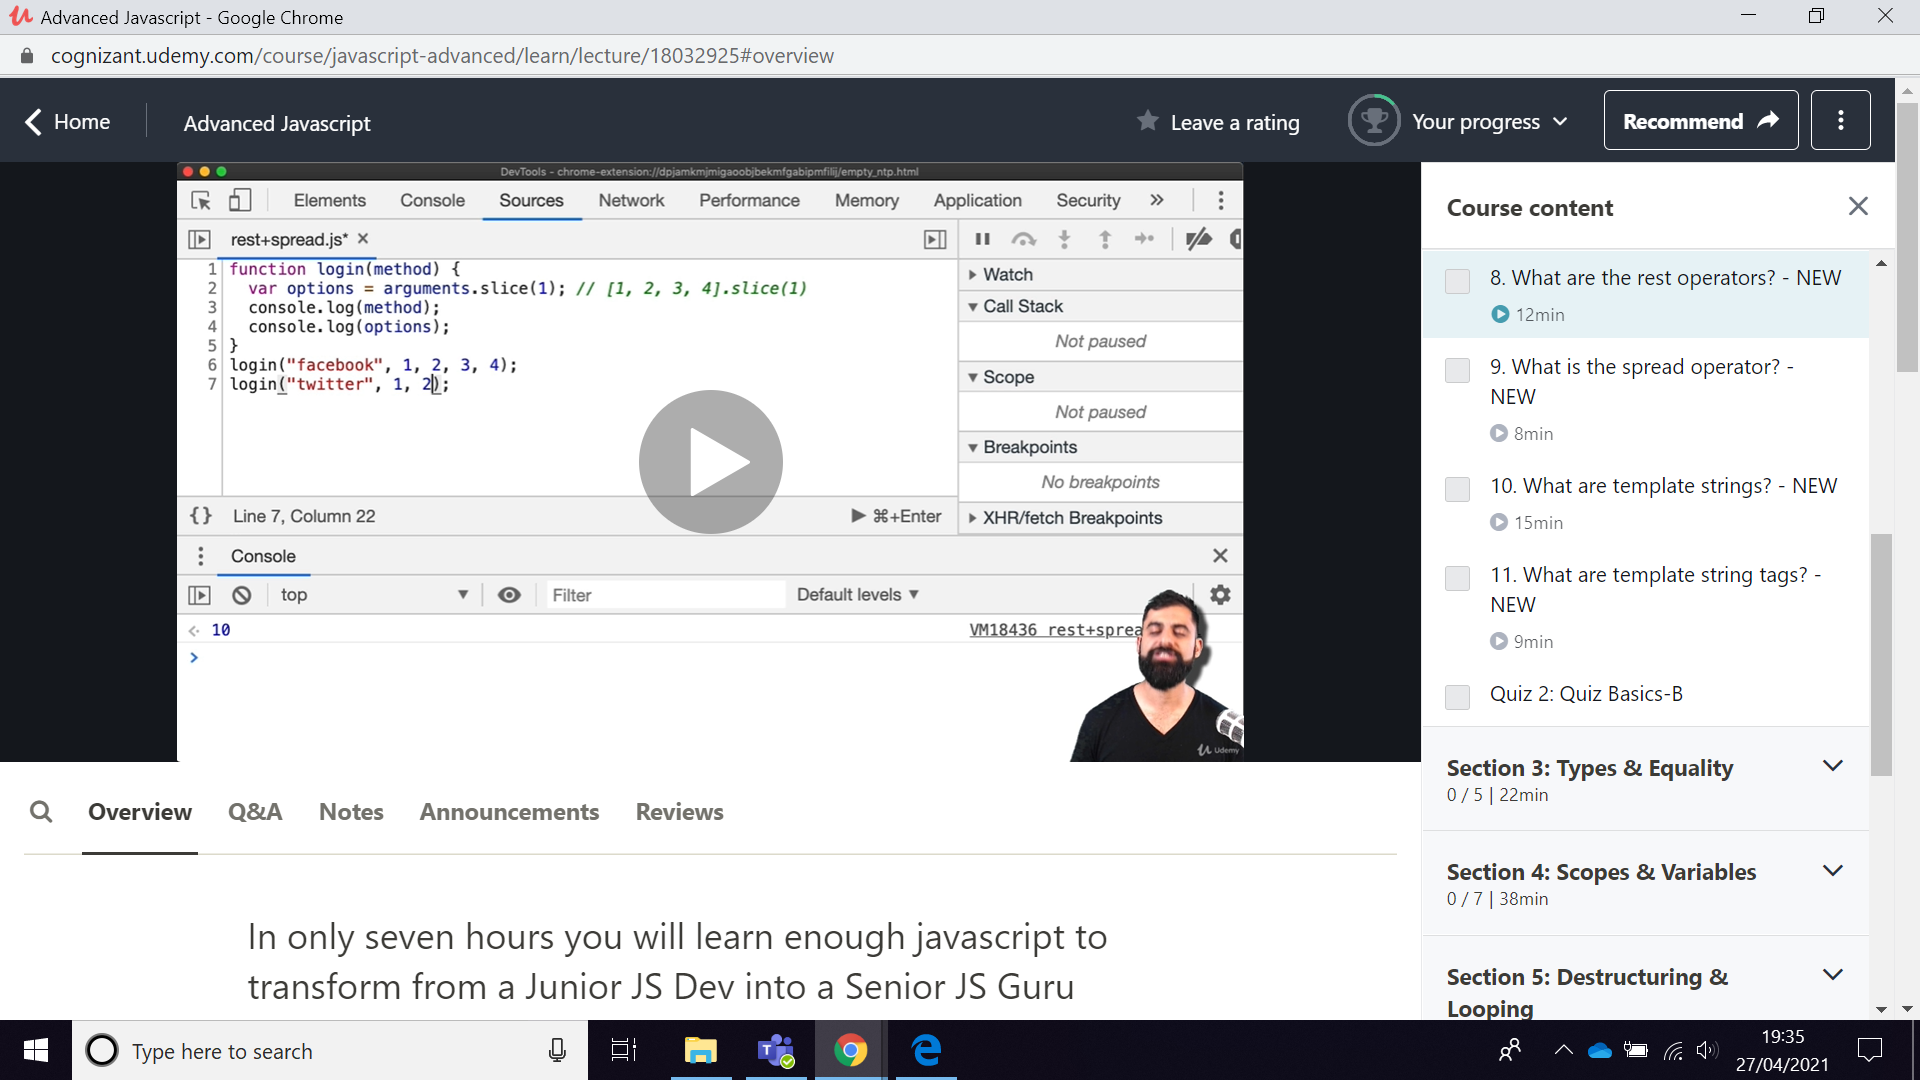 Advanced Javascript - Google Chrome
cognizant.udemy.com/course/javascript-advanced/learn/lecture/18032925#overview
Home
Advanced Javascript
Leave a rating
Your progress
Recommend
DevTools - chrome-extension://dpjamkmjmigaoobjbekmfgabipmfilij/empty_ntp.html
Elements Console Sources Network Performance Memory Application Security »
rest+spread.js* ×
1 function login(method) {
2 var options = arguments.slice(1); // [1, 2, 3, 4].slice(1)
3 console.log(method);
4 console.log(options);
5 }
6 login("facebook", 1, 2, 3, 4);
7 login("twitter", 1, 2);
{} Line 7, Column 22
⌘+Enter
Watch
Call Stack
Not paused
Scope
Not paused
Breakpoints
No breakpoints
XHR/fetch Breakpoints
Console
top
Filter
Default levels
10
VM18436 rest+sprea
Udemy
Course content
8. What are the rest operators? - NEW
12min
9. What is the spread operator? -
NEW
8min
10. What are template strings? - NEW
15min
11. What are template string tags? -
NEW
9min
Quiz 2: Quiz Basics-B
Section 3: Types & Equality
0 / 5 | 22min
Section 4: Scopes & Variables
0 / 7 | 38min
Section 5: Destructuring &
Looping
Overview Q&A Notes Announcements Reviews
In only seven hours you will learn enough javascript to
transform from a Junior JS Dev into a Senior JS Guru
Type here to search
19:35
27/04/2021